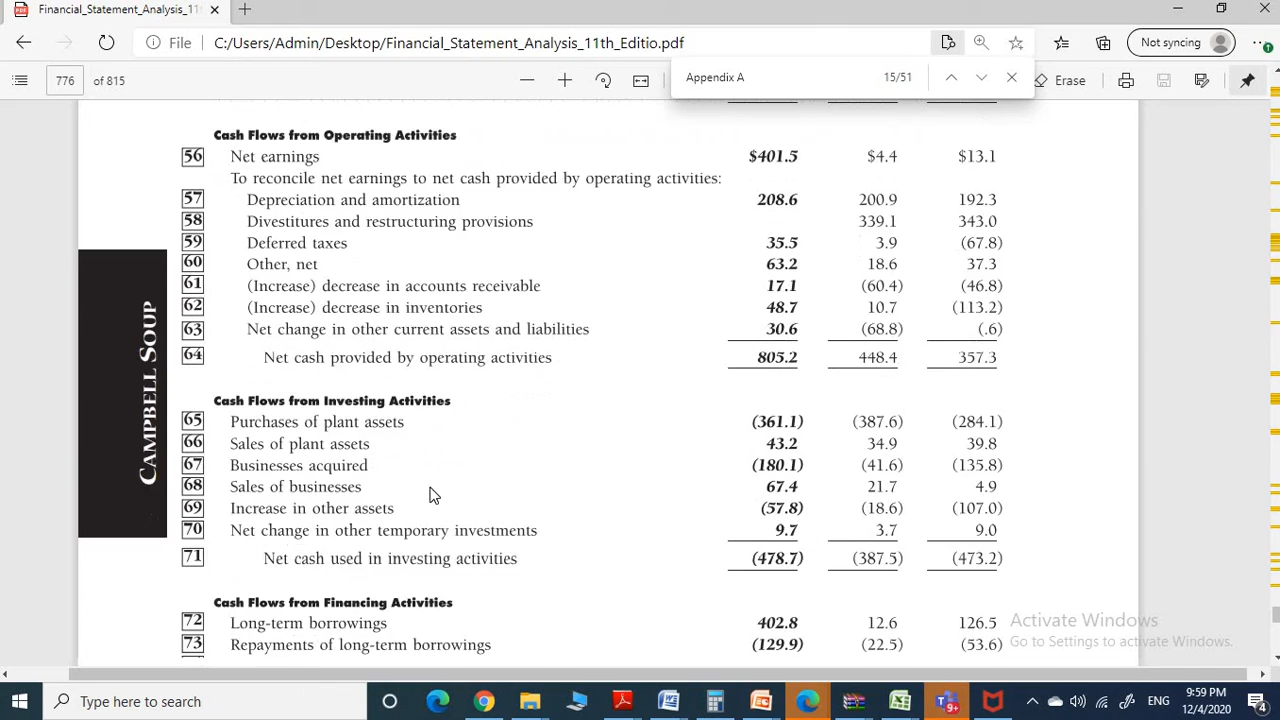 Financial_Statement_Analysis_11th
File C:/Users/Admin/Desktop/Financial_Statement_Analysis_11th_Editio.pdf Not syncing
776 of 815 Appendix A 15/51 Erase
Cash Flows from Operating Activities
56 Net earnings $401.5 $4.4 $13.1
To reconcile net earnings to net cash provided by operating activities:
57 Depreciation and amortization 208.6 200.9 192.3
58 Divestitures and restructuring provisions 339.1 343.0
59 Deferred taxes 35.5 3.9 (67.8)
60 Other, net 63.2 18.6 37.3
61 (Increase) decrease in accounts receivable 17.1 (60.4) (46.8)
62 (Increase) decrease in inventories 48.7 10.7 (113.2)
63 Net change in other current assets and liabilities 30.6 (68.8) (.6)
64 Net cash provided by operating activities 805.2 448.4 357.3
CAMPBELL SOUP
Cash Flows from Investing Activities
65 Purchases of plant assets (361.1) (387.6) (284.1)
66 Sales of plant assets 43.2 34.9 39.8
67 Businesses acquired (180.1) (41.6) (135.8)
68 Sales of businesses 67.4 21.7 4.9
69 Increase in other assets (57.8) (18.6) (107.0)
70 Net change in other temporary investments 9.7 3.7 9.0
71 Net cash used in investing activities (478.7) (387.5) (473.2)
Cash Flows from Financing Activities
72 Long-term borrowings 402.8 12.6 126.5
73 Repayments of long-term borrowings (129.9) (22.5) (53.6)
Activate Windows
Go to Settings to activate Windows.
Type here to search 9+ ENG 9:59 PM
12/4/2020 4